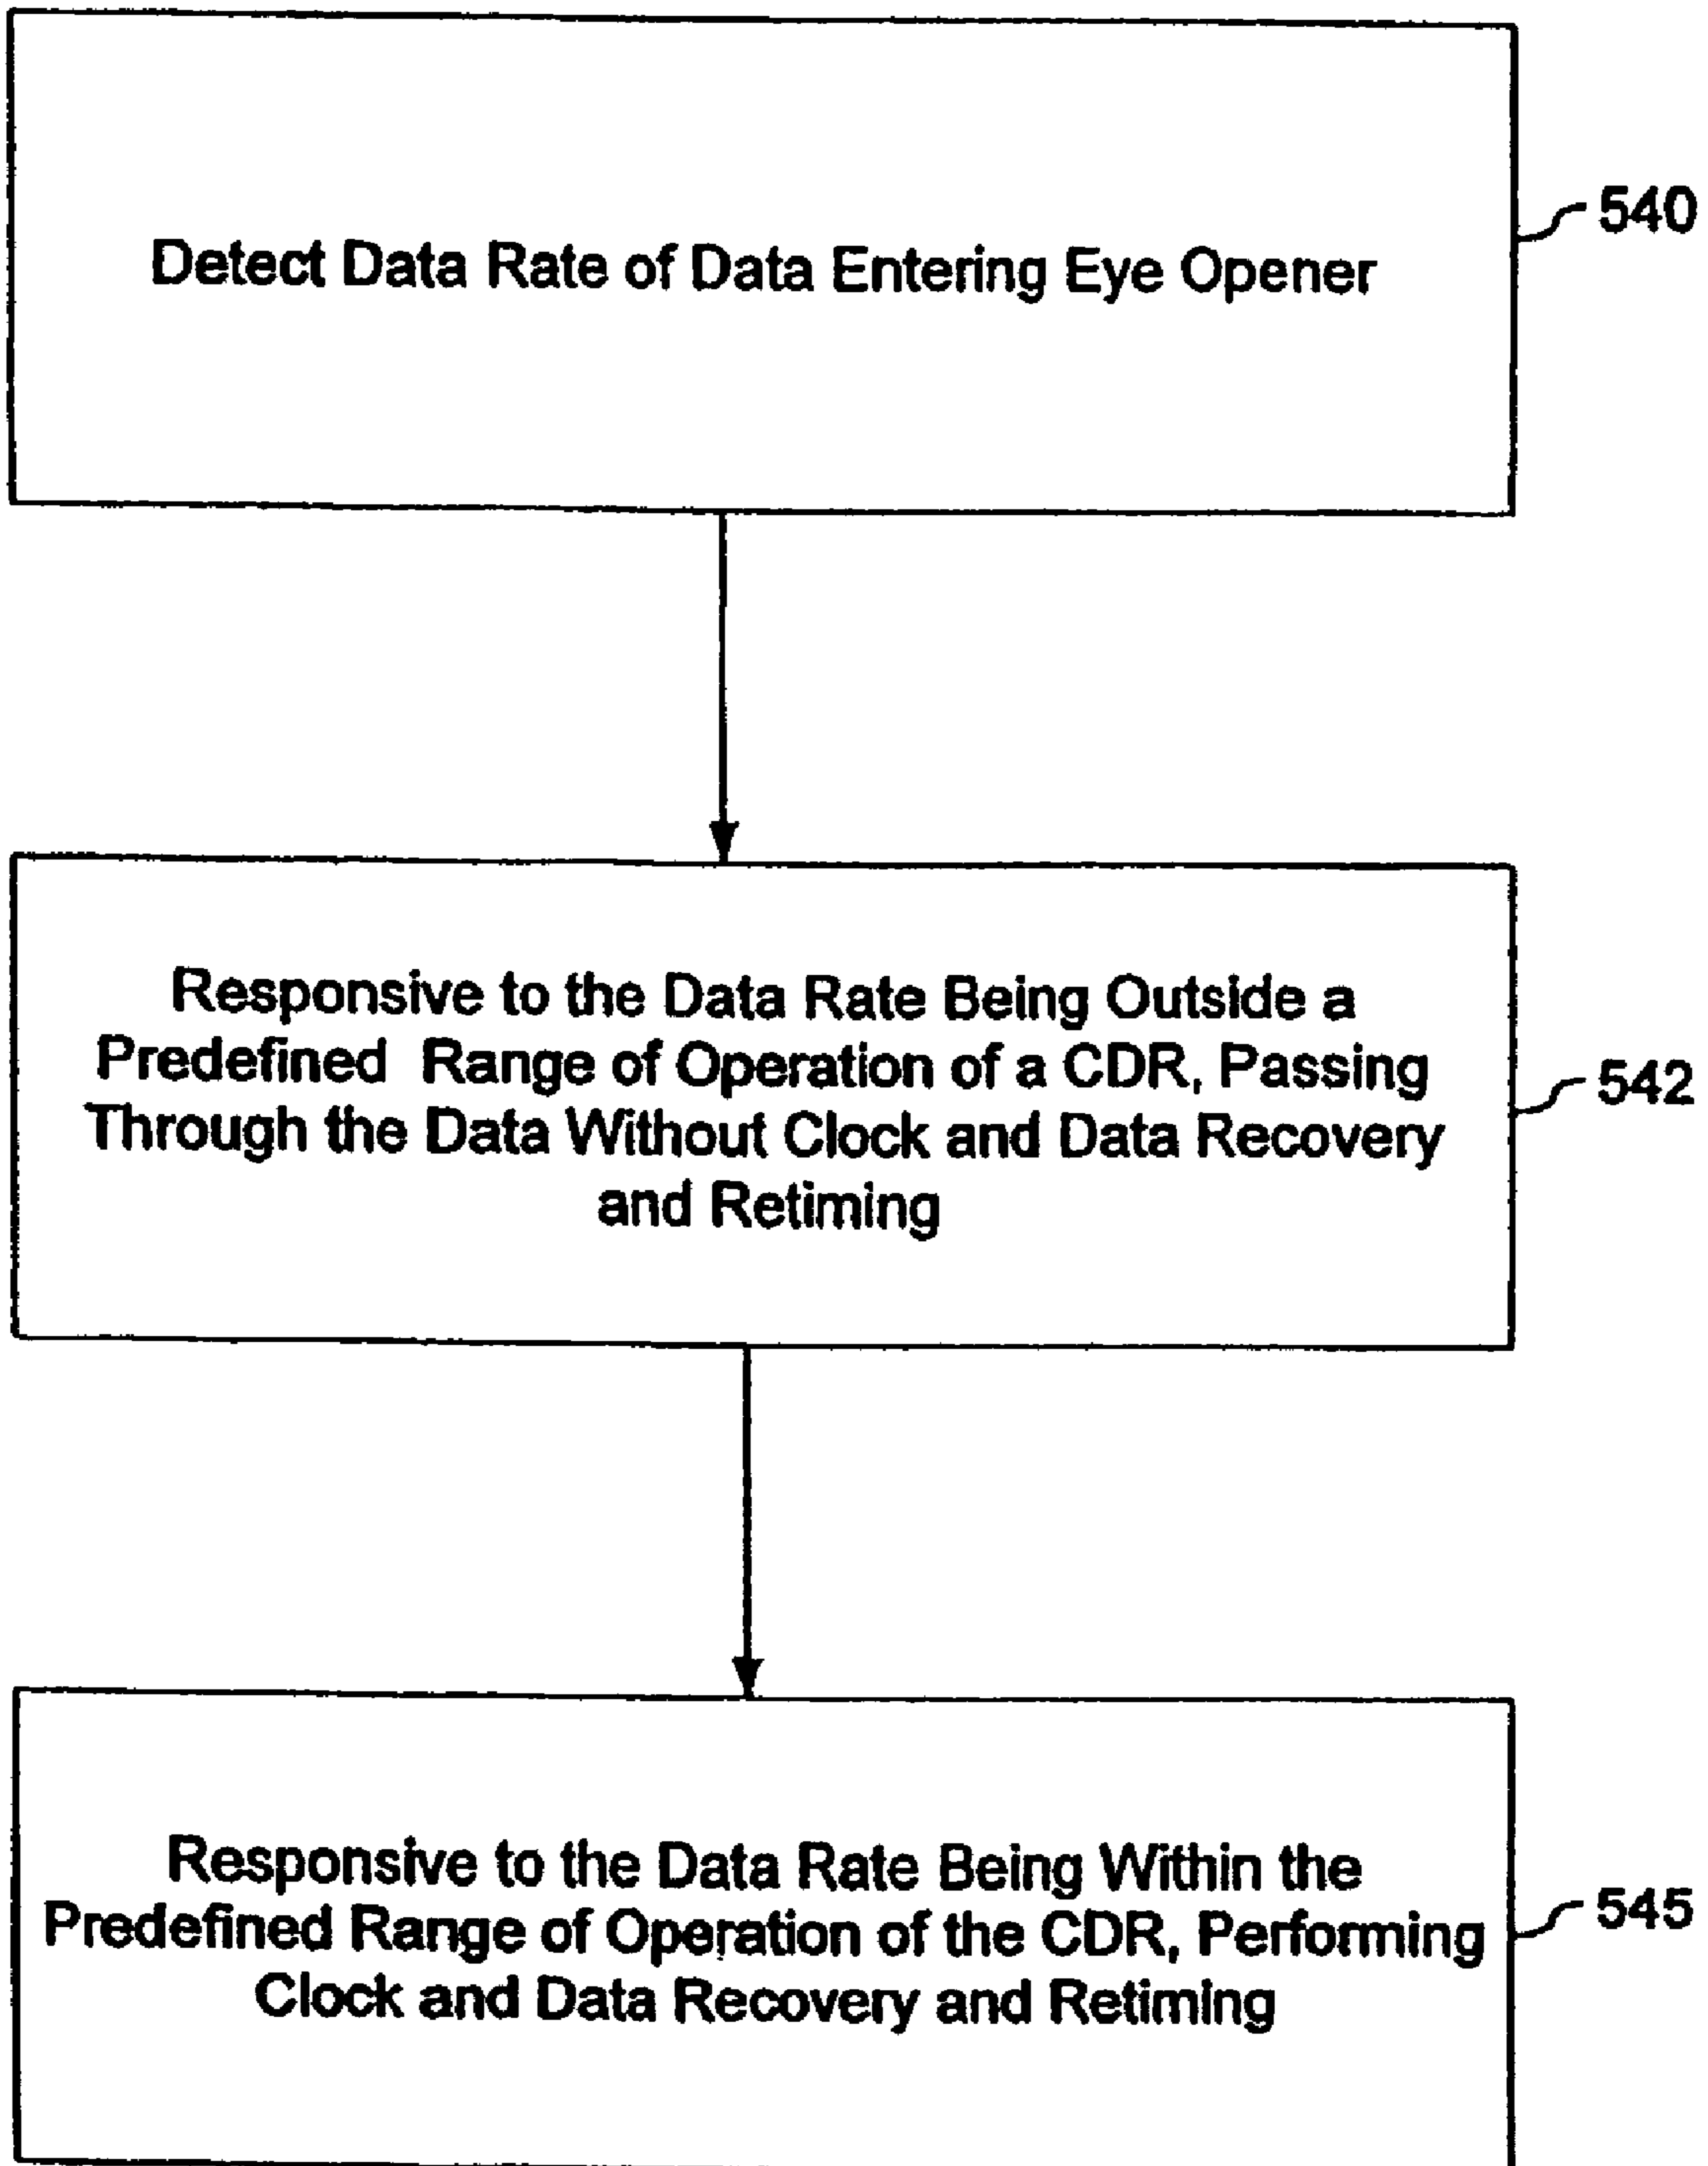 Detect Data Rate of Data Entering Eye Opener
540
Responsive to the Data Rate Being Outside a
Predefined Range of Operation of a CDR, Passing
Through the Data Without Clock and Data Recovery
and Retiming
542
Responsive to the Data Rate Being Within the
Predefined Range of Operation of the CDR, Performing
Clock and Data Recovery and Retiming
545